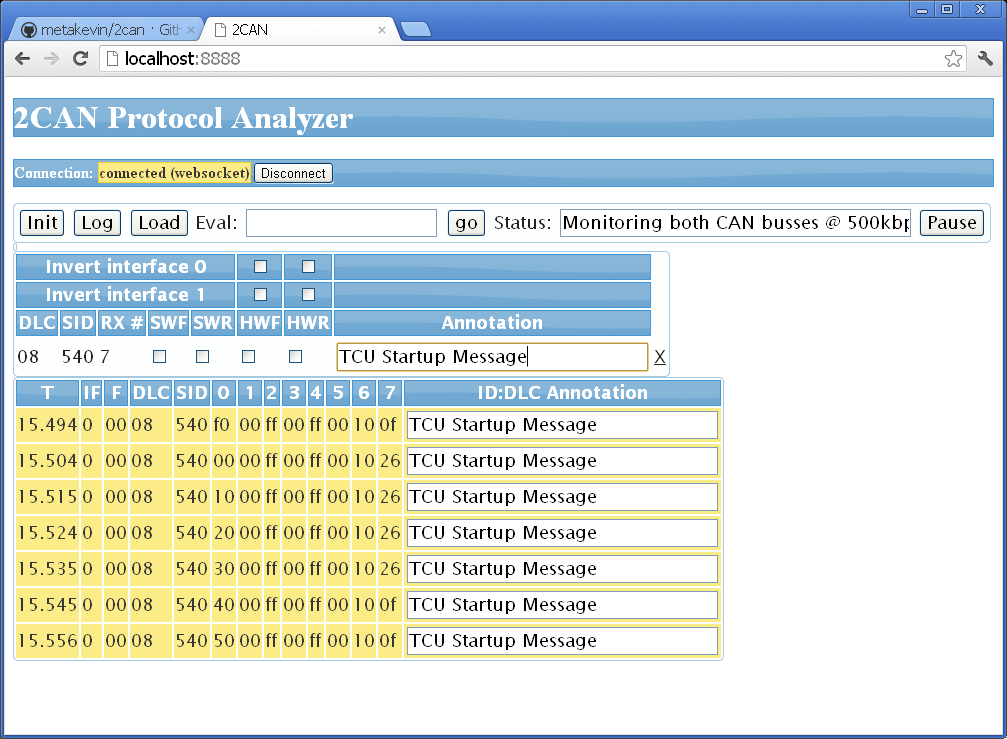 metakevin/2can · Gith × 2CAN ×
localhost:8888
2CAN Protocol Analyzer
Connection: connected (websocket) Disconnect
Init Log Load Eval: go Status: Monitoring both CAN busses @ 500kbp Pause
Invert interface 0
Invert interface 1
DLC SID RX # SWF SWR HWF HWR Annotation
08 540 7 TCU Startup Message X
T IF F DLC SID 0 1 2 3 4 5 6 7 ID:DLC Annotation
15.494 0 00 08 540 f0 00 ff 00 ff 00 10 0f TCU Startup Message
15.504 0 00 08 540 00 00 ff 00 ff 00 10 26 TCU Startup Message
15.515 0 00 08 540 10 00 ff 00 ff 00 10 26 TCU Startup Message
15.524 0 00 08 540 20 00 ff 00 ff 00 10 26 TCU Startup Message
15.535 0 00 08 540 30 00 ff 00 ff 00 10 26 TCU Startup Message
15.545 0 00 08 540 40 00 ff 00 ff 00 10 0f TCU Startup Message
15.556 0 00 08 540 50 00 ff 00 ff 00 10 0f TCU Startup Message